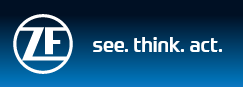 ZF see. think. act.